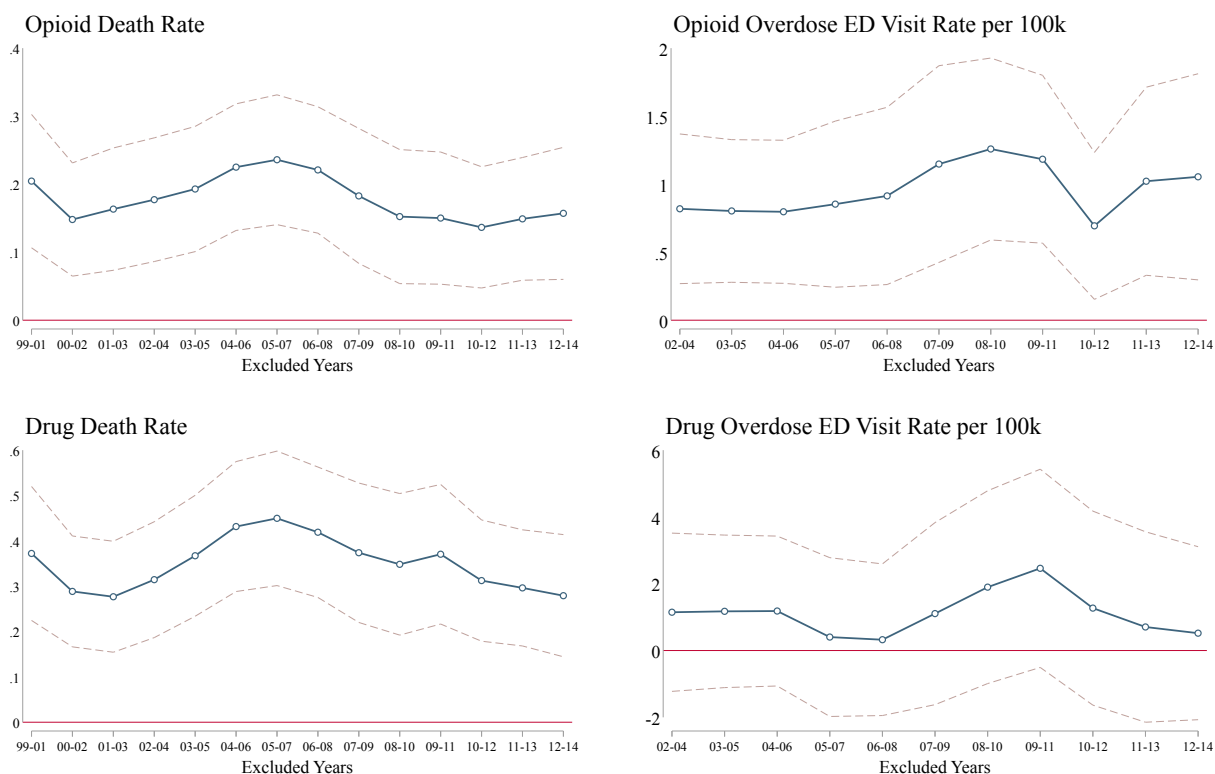 Opioid Death Rate
.4
.3
.2
.1
0
99-01 00-02 01-03 02-04 03-05 04-06 05-07 06-08 07-09 08-10 09-11 10-12 11-13 12-14
Excluded Years
Opioid Overdose ED Visit Rate per 100k
2
1.5
1
.5
0
02-04 03-05 04-06 05-07 06-08 07-09 08-10 09-11 10-12 11-13 12-14
Excluded Years
Drug Death Rate
.6
.5
.4
.3
.2
.1
0
99-01 00-02 01-03 02-04 03-05 04-06 05-07 06-08 07-09 08-10 09-11 10-12 11-13 12-14
Excluded Years
Drug Overdose ED Visit Rate per 100k
6
4
2
0
-2
02-04 03-05 04-06 05-07 06-08 07-09 08-10 09-11 10-12 11-13 12-14
Excluded Years